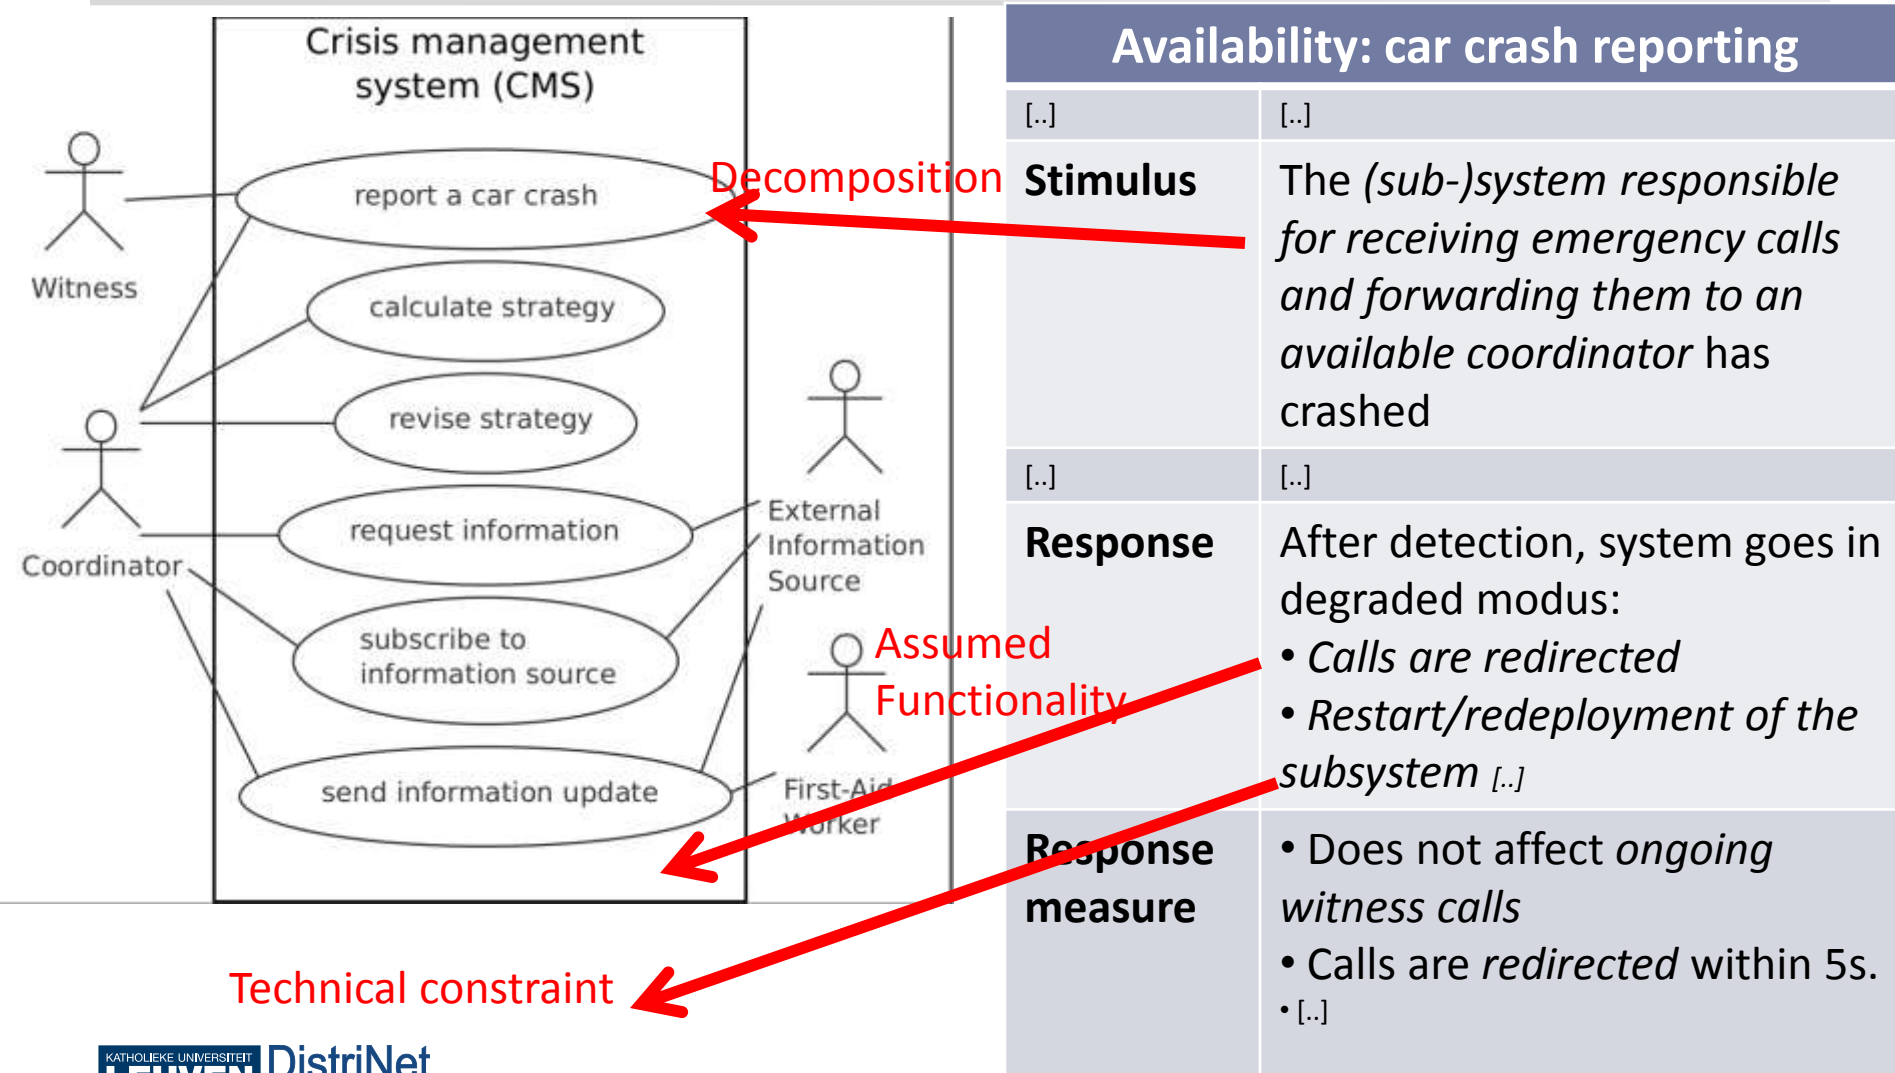 Crisis management
system (CMS)
Witness
report a car crash
calculate strategy
revise strategy
request information
subscribe to
information source
send information update
Coordinator
External
Information
Source
First-Aid
Worker
Decomposition
Assumed
Functionality
Technical constraint
Availability: car crash reporting
[..]
[..]
Stimulus
The (sub-)system responsible
for receiving emergency calls
and forwarding them to an
available coordinator has
crashed
[..]
[..]
Response
After detection, system goes in
degraded modus:
• Calls are redirected
• Restart/redeployment of the
subsystem [..]
Response
measure
• Does not affect ongoing
witness calls
• Calls are redirected within 5s.
• [..]
KATHOLIEKE UNIVERSITEIT
LEUVEN
DistriNet